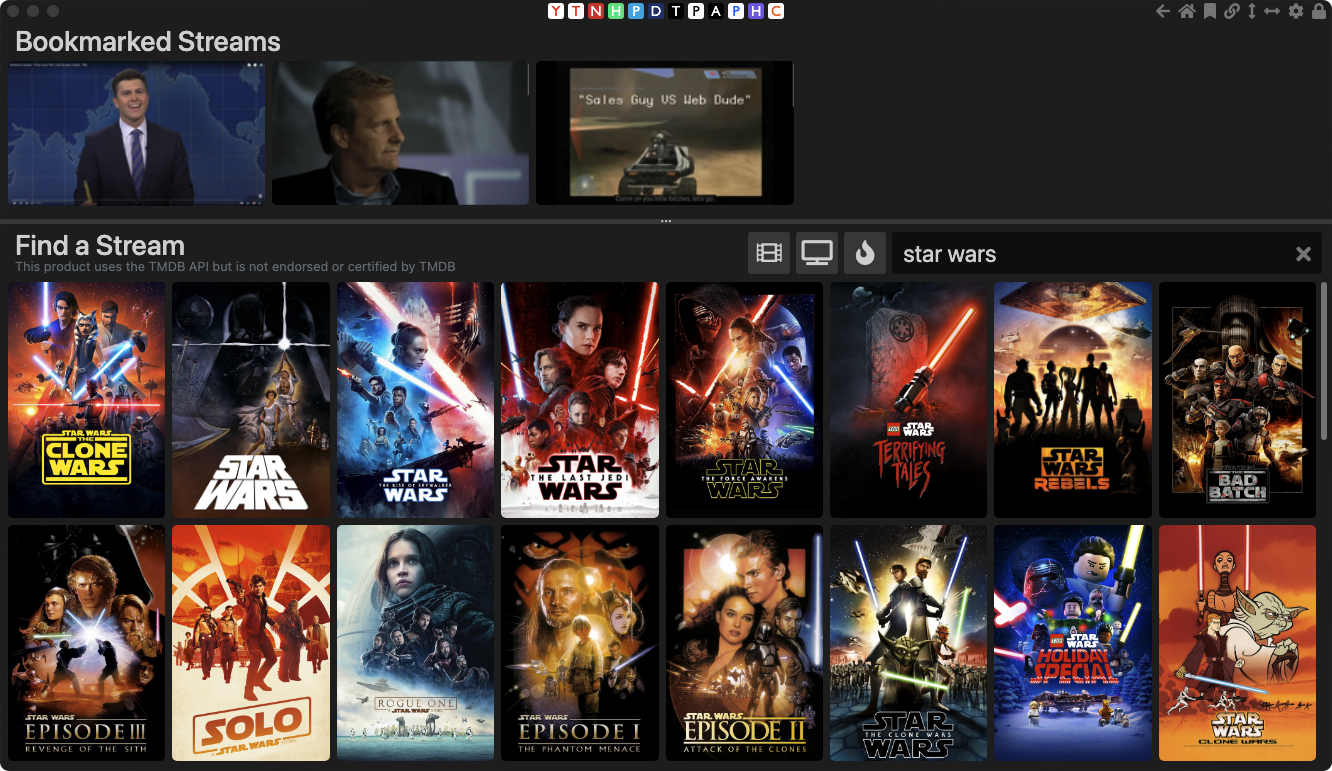 Y T N H P D T P A P H C
Bookmarked Streams
"Sales Guy VS Web Dude"
Come on you little bitches, let's go.
Find a Stream
This product uses the TMDB API but is not endorsed or certified by TMDB
star wars
STAR WARS
THE
CLONE
WARS
STAR
WARS
STAR
THE RISE OF SKYWALKER
WARS
STAR
THE LAST JEDI
WARS
STAR
THE FORCE AWAKENS
WARS
LEGO STAR WARS
TERRIFYING
TALES
STAR
WARS
REBELS
STAR WARS
THE
BAD
BATCH
STAR WARS
EPISODE III
REVENGE OF THE SITH
SOLO
A STAR WARS STORY
ROGUE ONE
A STAR WARS STORY
STAR WARS
EPISODE I
THE PHANTOM MENACE
STAR WARS
EPISODE II
ATTACK OF THE CLONES
STAR
THE CLONE WARS
WARS
LEGO STAR WARS
HOLIDAY
SPECIAL
STAR
WARS
CLONE WARS